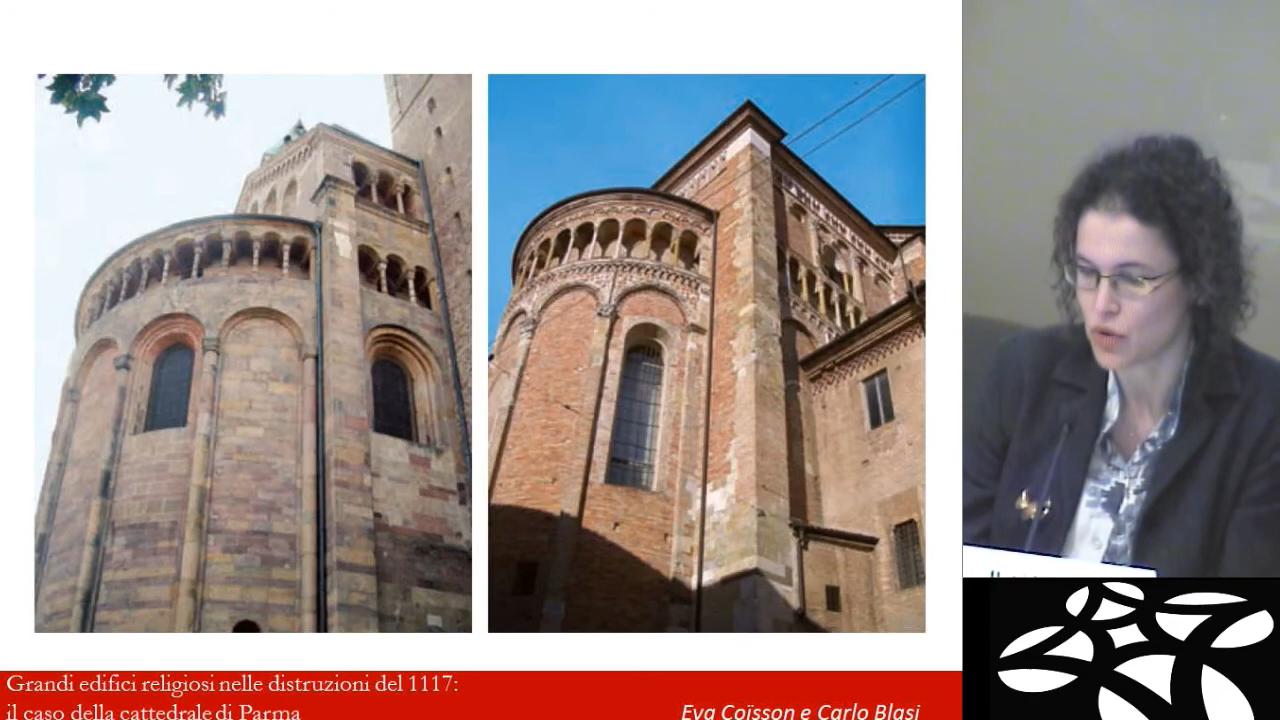 Grandi edifici religiosi nelle distruzioni del 1117:
il caso della cattedrale di Parma
Eva Coïsson e Carlo Blasi